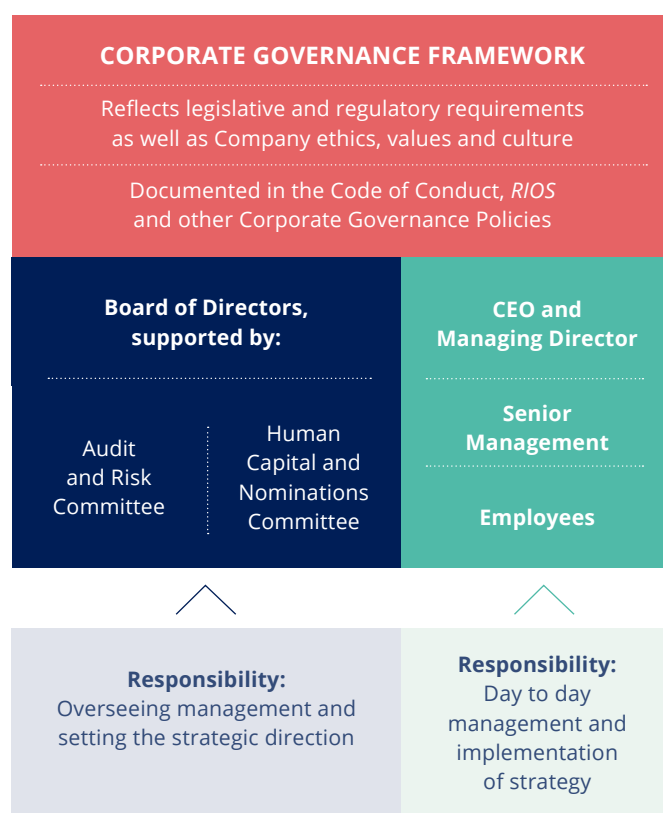 CORPORATE GOVERNANCE FRAMEWORK
Reflects legislative and regulatory requirements
as well as Company ethics, values and culture
Documented in the Code of Conduct, RIOS
and other Corporate Governance Policies
Board of Directors,
supported by:
Audit
and Risk
Committee
Human
Capital and
Nominations
Committee
CEO and
Managing Director
Senior
Management
Employees
Responsibility:
Overseeing management and
setting the strategic direction
Responsibility:
Day to day
management and
implementation
of strategy